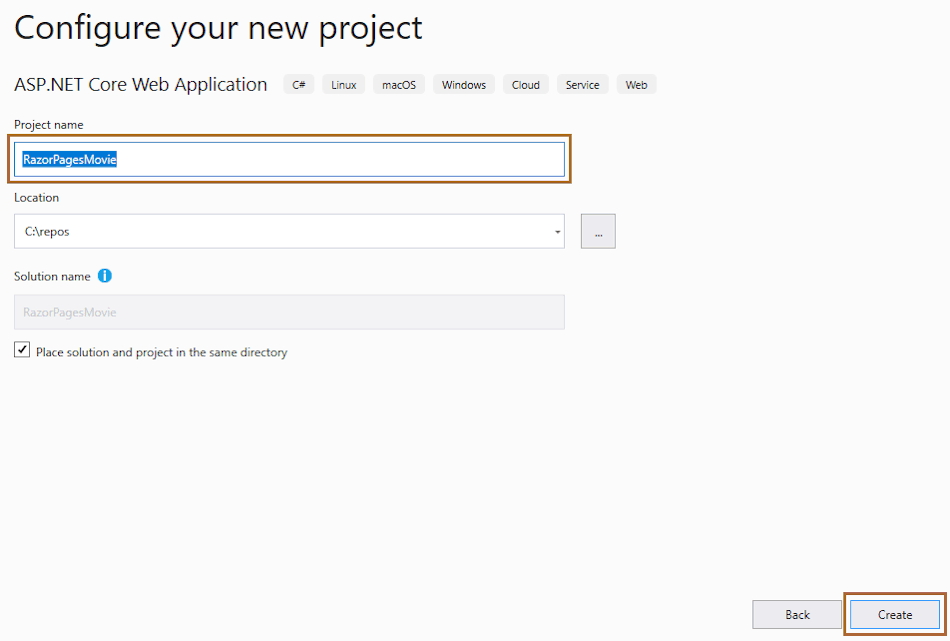 Configure your new project
ASP.NET Core Web Application C# Linux macOS Windows Cloud Service Web
Project name
RazorPagesMovie
Location
C:\repos
...
Solution name
RazorPagesMovie
Place solution and project in the same directory
Back Create